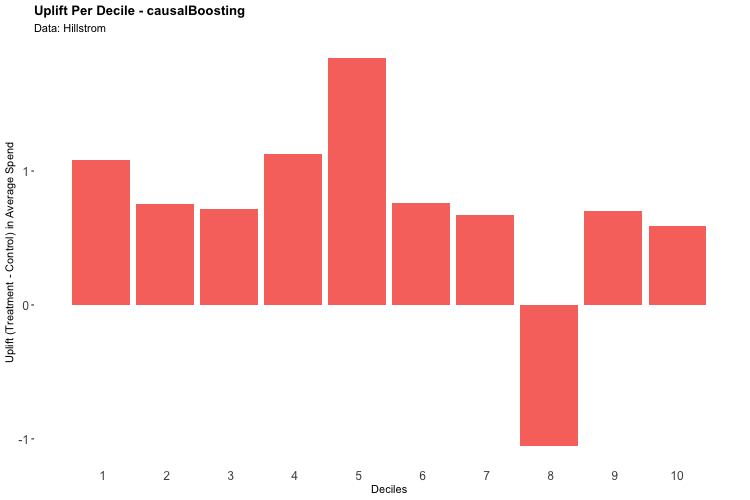 Uplift Per Decile - causalBoosting
Data: Hillstrom
Uplift (Treatment - Control) in Average Spend
1
0
-1
1 2 3 4 5 6 7 8 9 10
Deciles